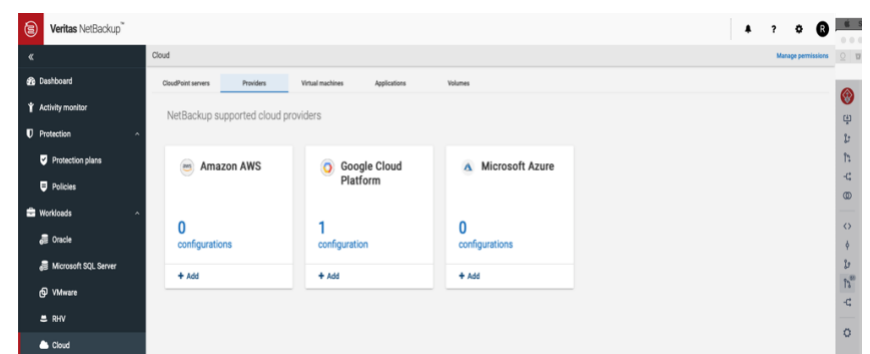 Veritas NetBackup™
? R
«
Cloud
Manage permissions
Dashboard
Activity monitor
Protection
Protection plans
Policies
Workloads
Oracle
Microsoft SQL Server
VMware
RHV
Cloud
CloudPoint servers Providers Virtual machines Applications Volumes
NetBackup supported cloud providers
Amazon AWS
0
configurations
+ Add
Google Cloud
Platform
1
configuration
+ Add
Microsoft Azure
0
configurations
+ Add